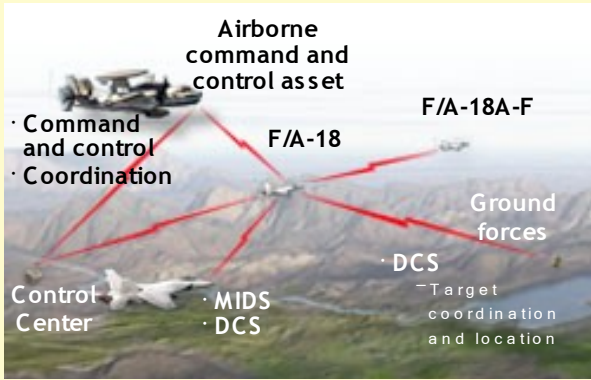 Airborne
command and
control asset
· Command
and control
· Coordination
F/A-18
F/A-18A-F
Ground
forces
· DCS
–Target
coordination
and location
Control
Center
· MIDS
· DCS